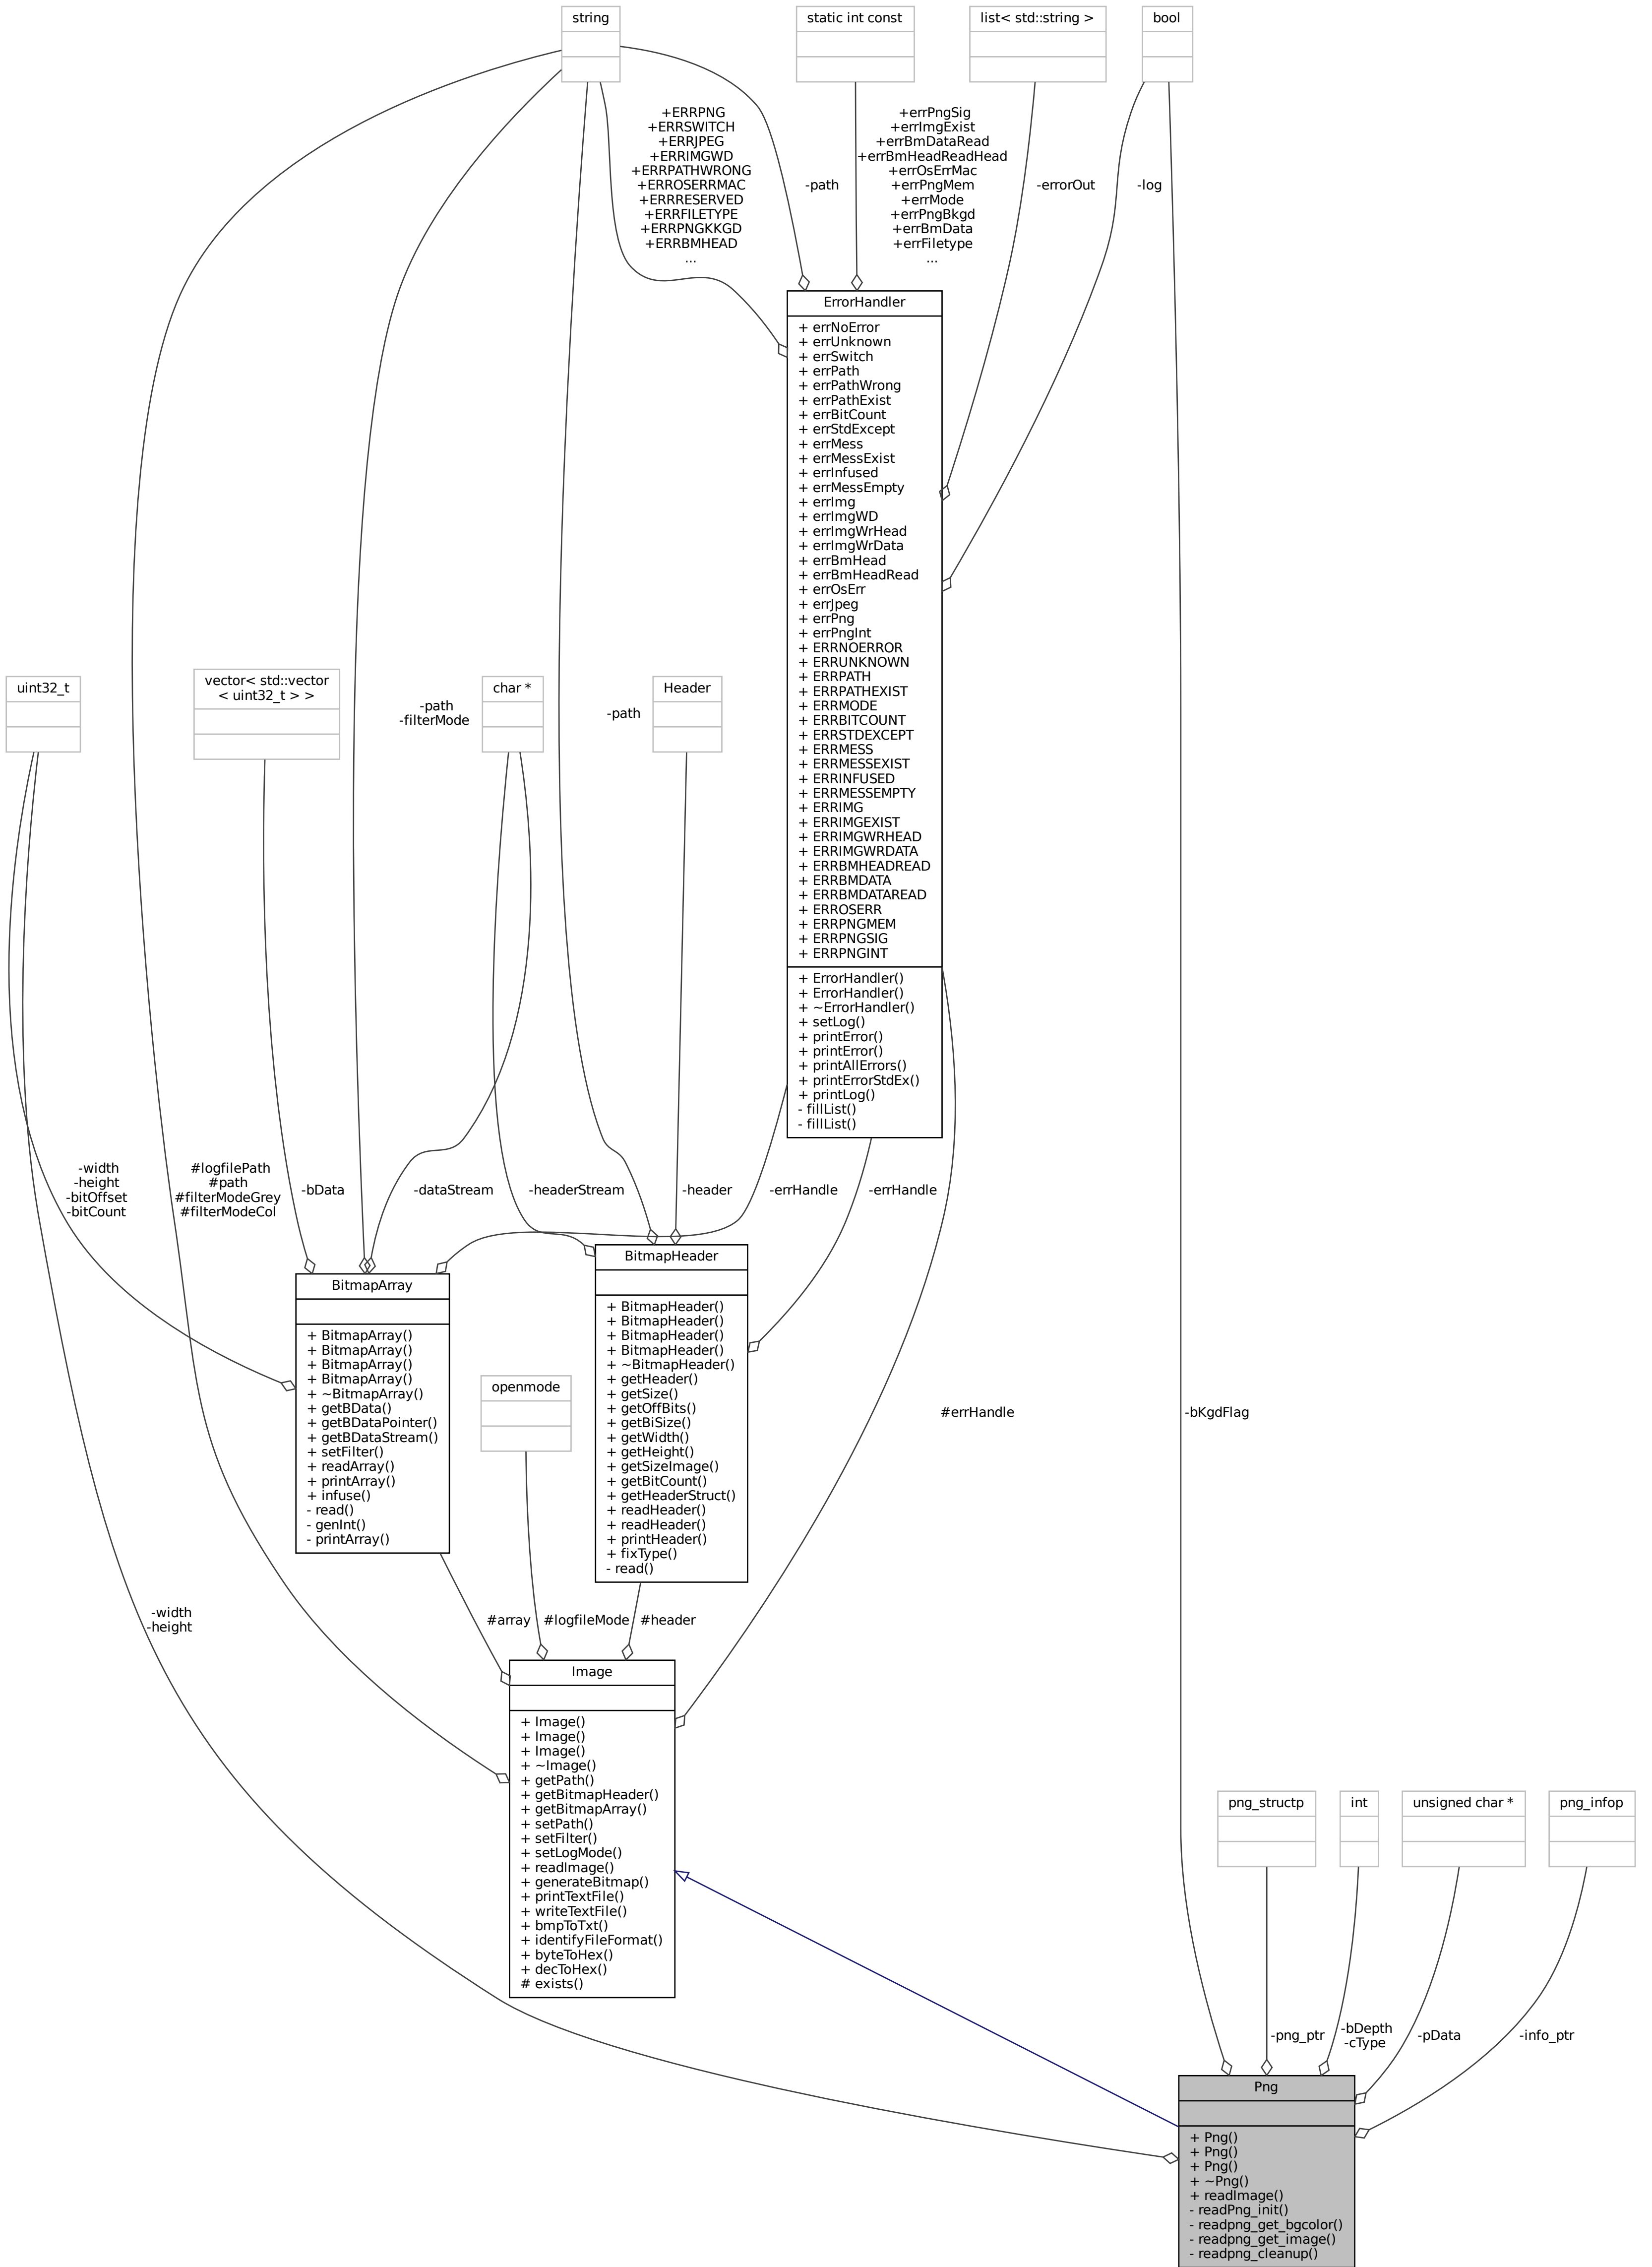 string
static int const
list< std::string >
bool
+ERRPNG
+ERRSWITCH
+ERRJPEG
+ERRIMGWD
+ERRPATHWRONG
+ERROSERRMAC
+ERRRESERVED
+ERRFILETYPE
+ERRPNGKKGD
+ERRBMHEAD
...
-path
+errPngSig
+errImgExist
+errBmDataRead
+errBmHeadReadHead
+errOsErrMac
+errPngMem
+errMode
+errPngBkgd
+errBmData
+errFiletype
...
-errorOut
-log
ErrorHandler
+ errNoError
+ errUnknown
+ errSwitch
+ errPath
+ errPathWrong
+ errPathExist
+ errBitCount
+ errStdExcept
+ errMess
+ errMessExist
+ errInfused
+ errMessEmpty
+ errImg
+ errImgWD
+ errImgWrHead
+ errImgWrData
+ errBmHead
+ errBmHeadRead
+ errOsErr
+ errJpeg
+ errPng
+ errPngInt
+ ERRNOERROR
+ ERRUNKNOWN
+ ERRPATH
+ ERRPATHEXIST
+ ERRMODE
+ ERRBITCOUNT
+ ERRSTDEXCEPT
+ ERRMESS
+ ERRMESSEXIST
+ ERRINFUSED
+ ERRMESSEMPTY
+ ERRIMG
+ ERRIMGEXIST
+ ERRIMGWRHEAD
+ ERRIMGWRDATA
+ ERRBMHEADREAD
+ ERRBMDATA
+ ERRBMDATAREAD
+ ERROSERR
+ ERRPNGMEM
+ ERRPNGSIG
+ ERRPNGINT
+ ErrorHandler()
+ ErrorHandler()
+ ~ErrorHandler()
+ setLog()
+ printError()
+ printError()
+ printAllErrors()
+ printErrorStdEx()
+ printLog()
- fillList()
- fillList()
uint32_t
vector< std::vector
< uint32_t > >
-path
-filterMode
char *
-path
Header
-width
-height
-bitOffset
-bitCount
#logfilePath
#path
#filterModeGrey
#filterModeCol
-bData
-dataStream
-headerStream
-header
-errHandle
-errHandle
BitmapArray
+ BitmapArray()
+ BitmapArray()
+ BitmapArray()
+ BitmapArray()
+ ~BitmapArray()
+ getBData()
+ getBDataPointer()
+ getBDataStream()
+ setFilter()
+ readArray()
+ printArray()
+ infuse()
- read()
- genInt()
- printArray()
BitmapHeader
+ BitmapHeader()
+ BitmapHeader()
+ BitmapHeader()
+ BitmapHeader()
+ ~BitmapHeader()
+ getHeader()
+ getSize()
+ getOffBits()
+ getBiSize()
+ getWidth()
+ getHeight()
+ getSizeImage()
+ getBitCount()
+ getHeaderStruct()
+ readHeader()
+ readHeader()
+ printHeader()
+ fixType()
- read()
openmode
#errHandle
-bKgdFlag
-width
-height
#array
#logfileMode
#header
Image
+ Image()
+ Image()
+ Image()
+ ~Image()
+ getPath()
+ getBitmapHeader()
+ getBitmapArray()
+ setPath()
+ setFilter()
+ setLogMode()
+ readImage()
+ generateBitmap()
+ printTextFile()
+ writeTextFile()
+ bmpToTxt()
+ identifyFileFormat()
+ byteToHex()
+ decToHex()
# exists()
png_structp
int
unsigned char *
png_infop
-png_ptr
-bDepth
-cType
-pData
-info_ptr
Png
+ Png()
+ Png()
+ Png()
+ ~Png()
+ readImage()
- readPng_init()
- readpng_get_bgcolor()
- readpng_get_image()
- readpng_cleanup()